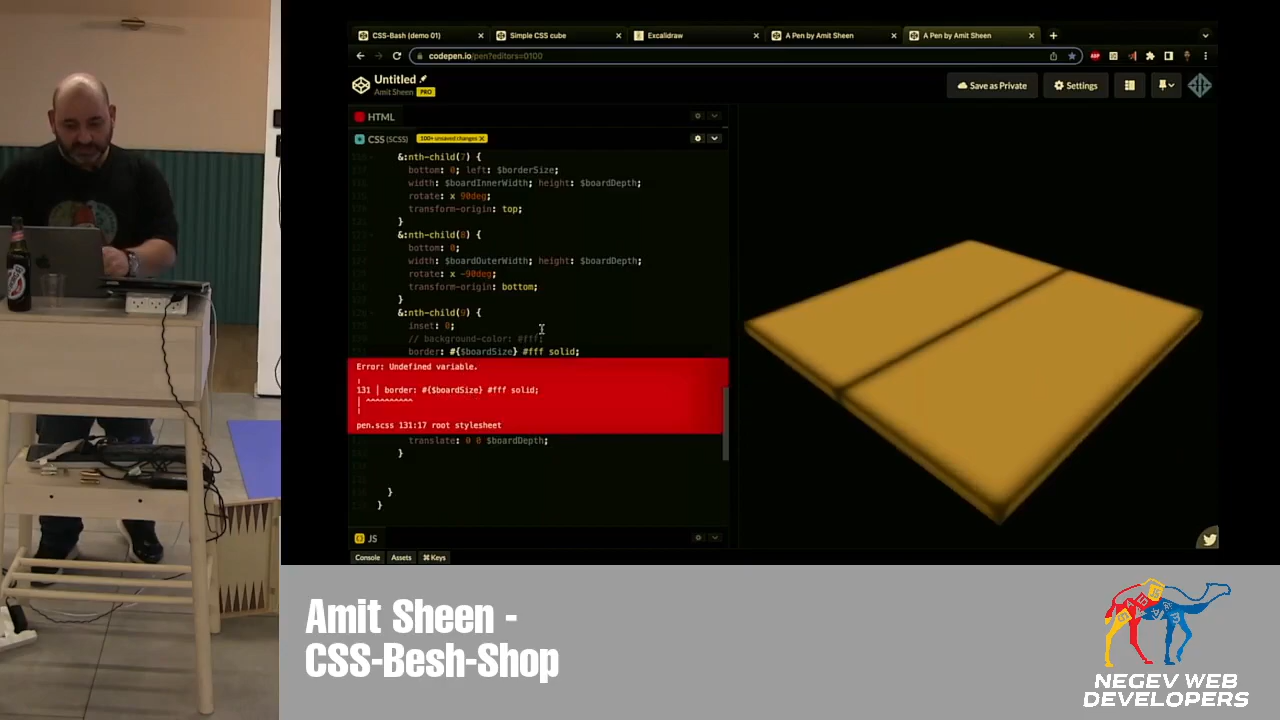 CSS-Bash (demo 01)
Simple CSS cube
Excalidraw
A Pen by Amit Sheen
A Pen by Amit Sheen
codepen.io/pen?editors=0100
Untitled
Amit Sheen PRO
Save as Private
Settings
HTML
CSS (SCSS) 100+ unsaved changes X
&:nth-child(7) {
bottom: 0; left: $borderSize;
width: $boardInnerWidth; height: $boardDepth;
rotate: x 90deg;
transform-origin: top;
}
&:nth-child(8) {
bottom: 0;
width: $boardOuterWidth; height: $boardDepth;
rotate: x -90deg;
transform-origin: bottom;
}
&:nth-child(9) {
inset: 0;
// background-color: #fff;
border: #{$boardSize} #fff solid;
Error: Undefined variable.
131 | border: #{$boardSize} #fff solid;
| ^^^^^^^^^^
pen.scss 131:17 root stylesheet
translate: 0 0 $boardDepth;
}
}
}
JS
Console Assets ⌘ Keys
Amit Sheen -
CSS-Besh-Shop
NEGEV WEB
DEVELOPERS